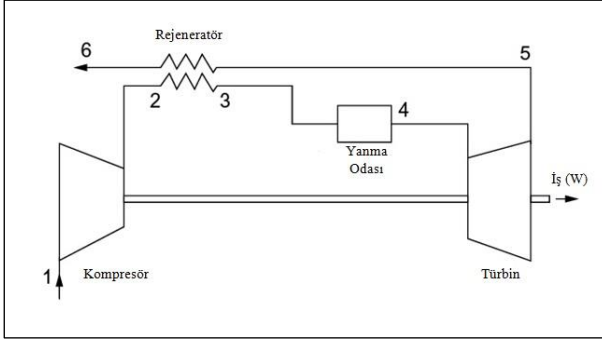 Rejeneratör
6
5
2
3
4
Yanma
Odası
İş (W)
1
Kompresör
Türbin